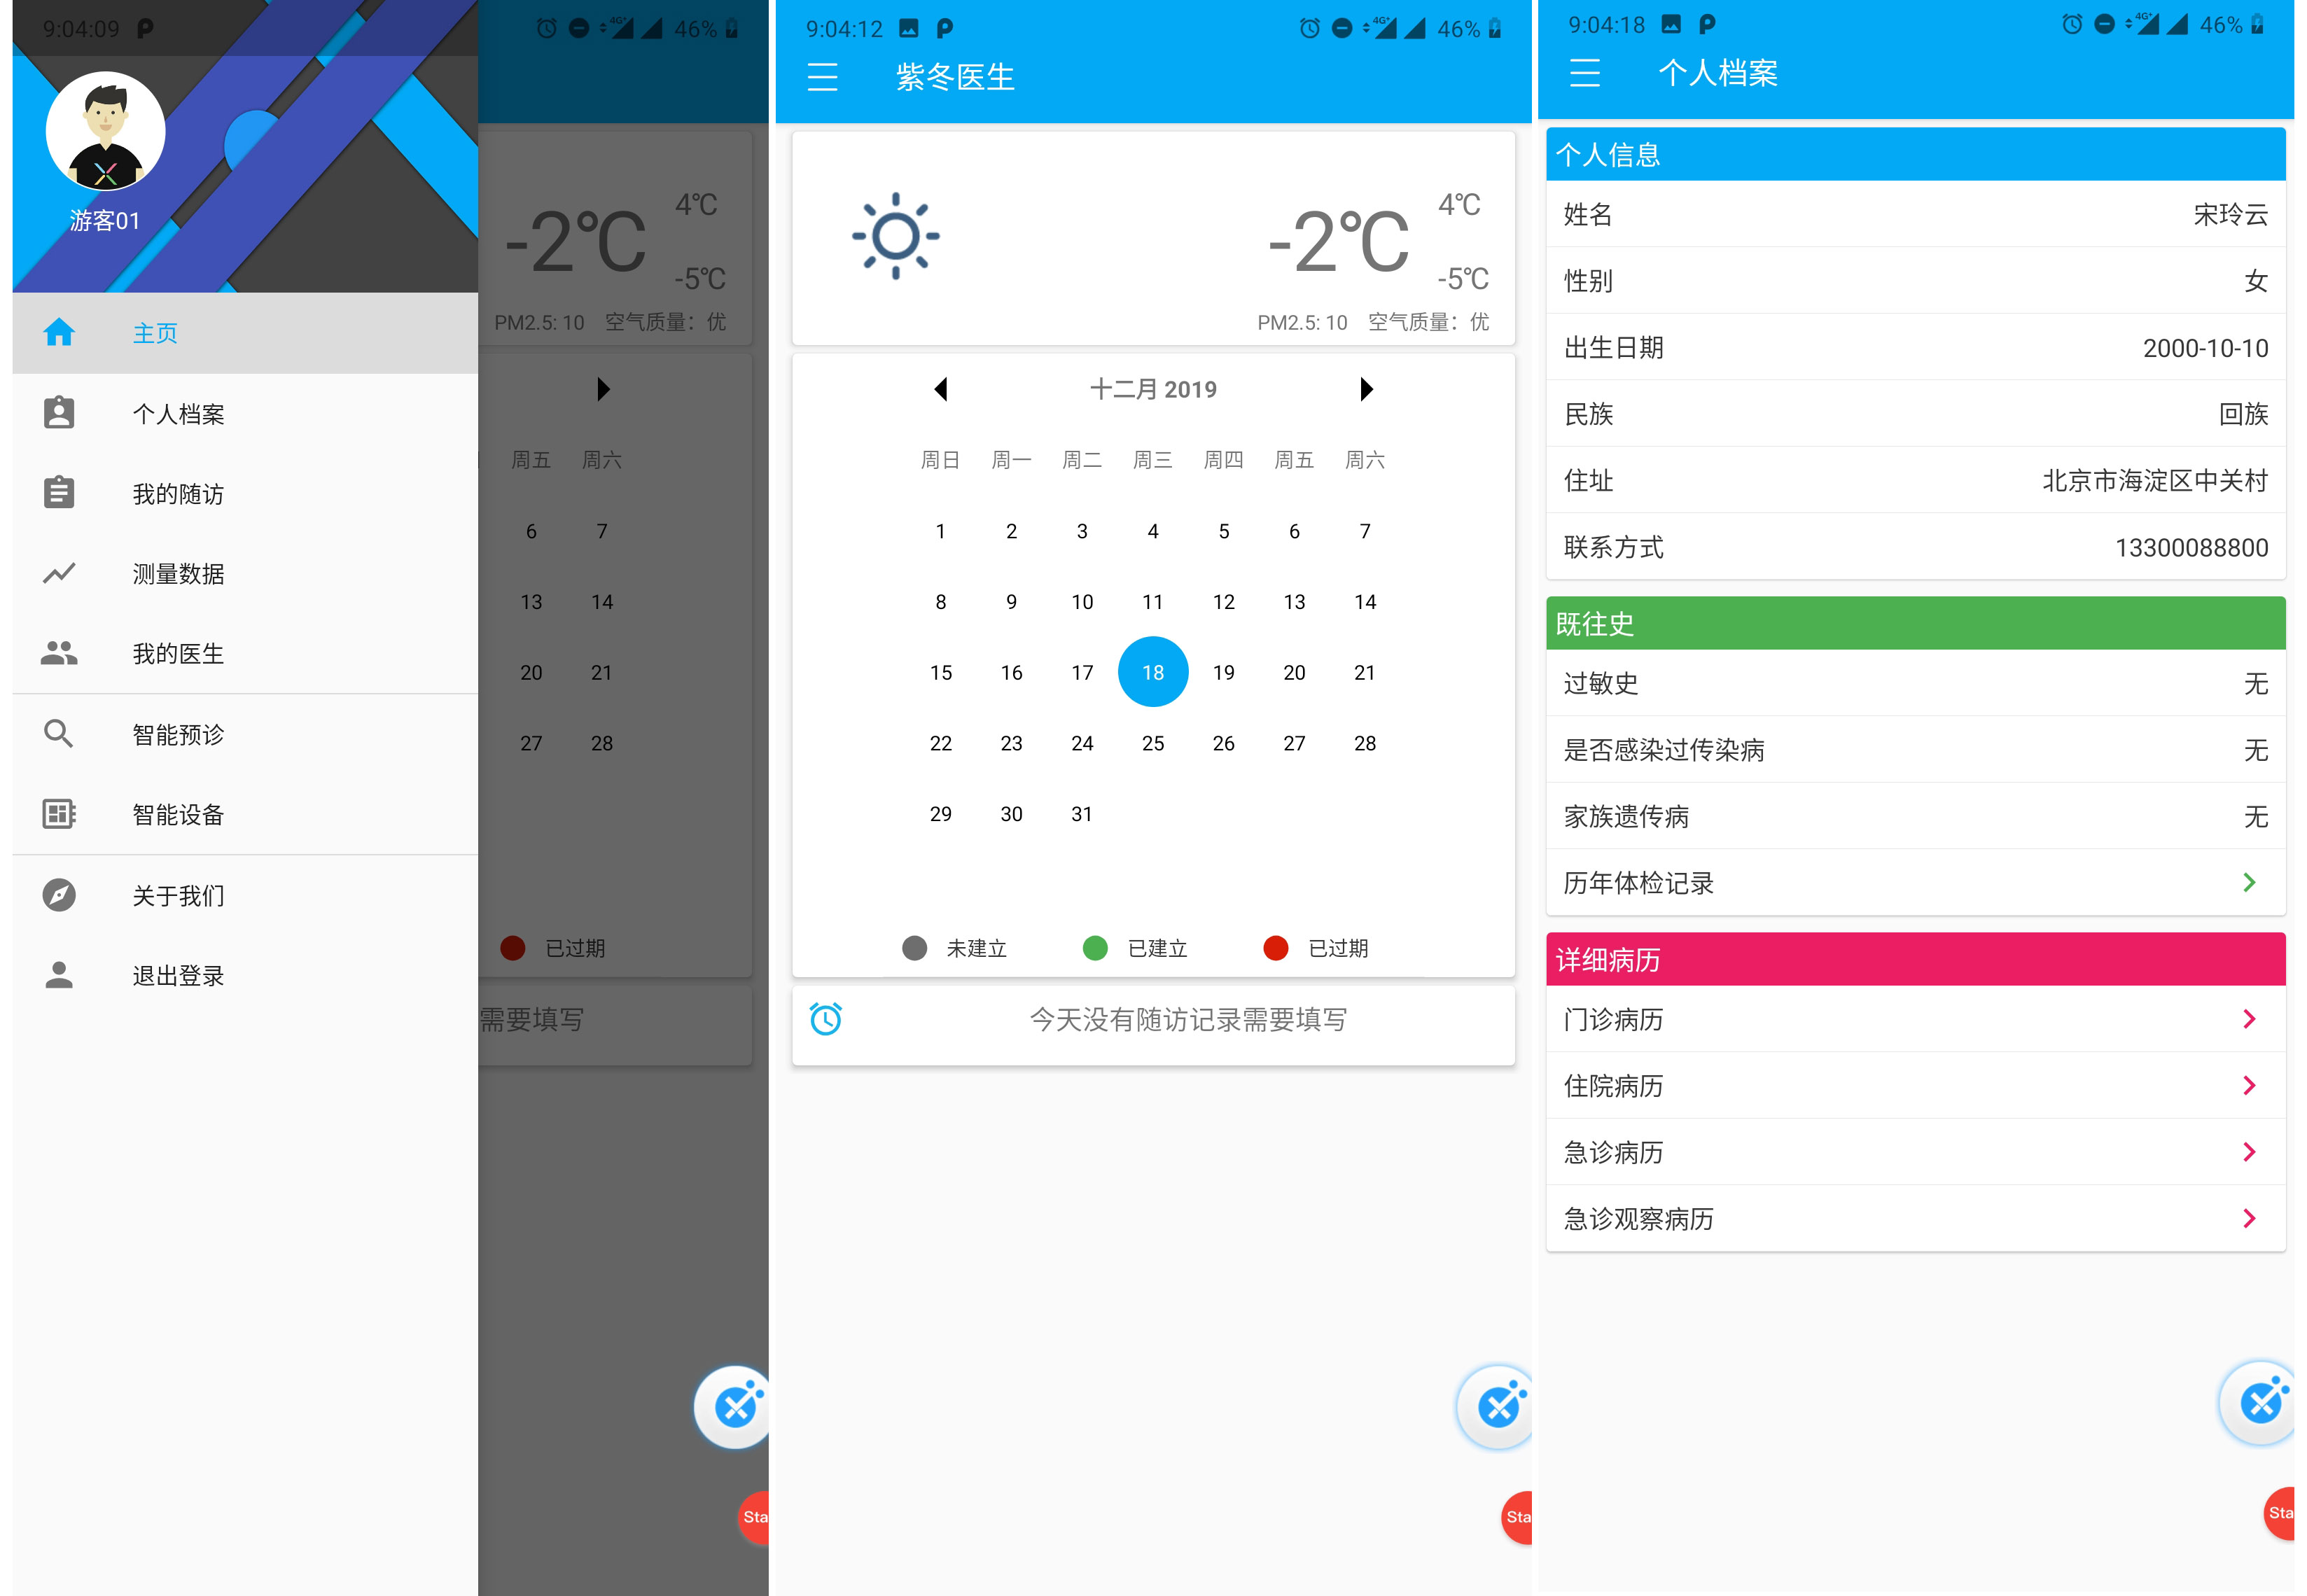 9:04:09
4G+
46%
游客01
主页
个人档案
我的随访
测量数据
我的医生
智能预诊
智能设备
关于我们
退出登录
-2℃
4℃
-5℃
PM2.5: 10 空气质量：优
周五 周六
6 7
13 14
20 21
27 28
已过期
需要填写
Sta
9:04:12
4G+
46%
紫冬医生
-2℃
4℃
-5℃
PM2.5: 10 空气质量：优
十二月 2019
周日 周一 周二 周三 周四 周五 周六
1 2 3 4 5 6 7
8 9 10 11 12 13 14
15 16 17 18 19 20 21
22 23 24 25 26 27 28
29 30 31
未建立 已建立 已过期
今天没有随访记录需要填写
Sta
9:04:18
4G+
46%
个人档案
个人信息
姓名 宋玲云
性别 女
出生日期 2000-10-10
民族 回族
住址 北京市海淀区中关村
联系方式 13300088800
既往史
过敏史 无
是否感染过传染病 无
家族遗传病 无
历年体检记录
详细病历
门诊病历
住院病历
急诊病历
急诊观察病历
Sta